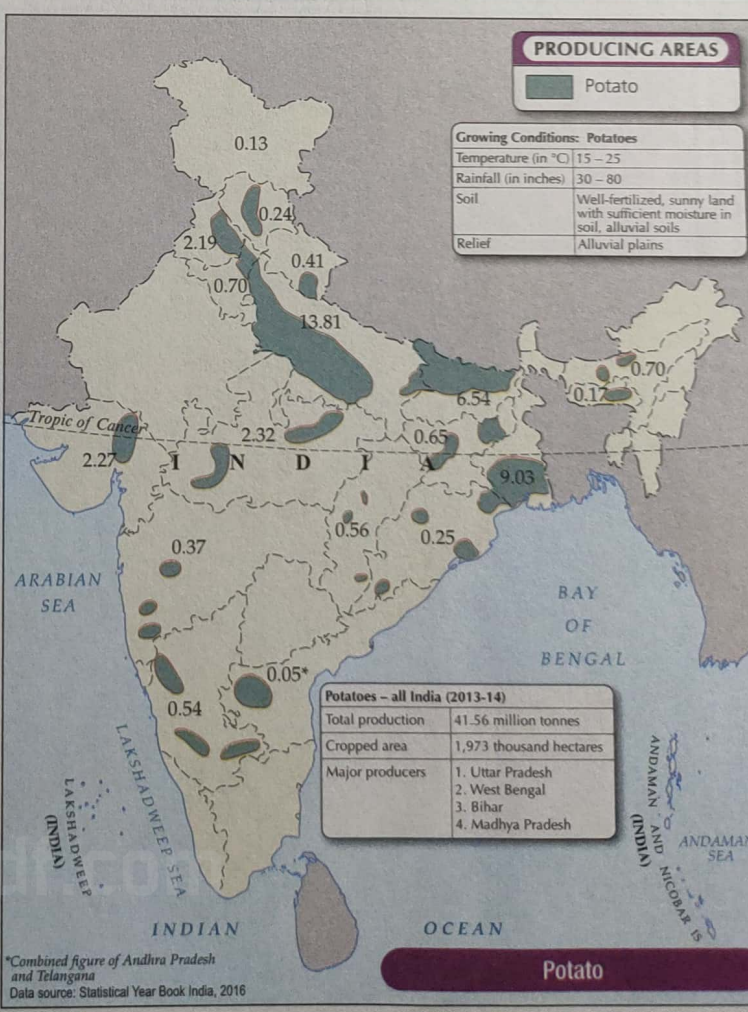 PRODUCING AREAS
Potato
Growing Conditions: Potatoes
Temperature (in °C) 15 – 25
Rainfall (in inches) 30 – 80
Soil Well-fertilized, sunny land
with sufficient moisture in
soil, alluvial soils
Relief Alluvial plains
0.13
0.24
2.19
0.41
0.70
13.81
0.70
6.54
0.17
Tropic of Cancer
2.32
0.65
2.27
I N D I A
9.03
0.56
0.25
0.37
ARABIAN
SEA
BAY
OF
BENGAL
0.05*
0.54
Potatoes – all India (2013-14)
Total production 41.56 million tonnes
Cropped area 1,973 thousand hectares
Major producers 1. Uttar Pradesh
2. West Bengal
3. Bihar
4. Madhya Pradesh
LAKSHADWEEP SEA
LAKSHADWEEP
(INDIA)
ANDAMAN AND NICOBAR IS
(INDIA)
ANDAMAN
SEA
INDIAN OCEAN
*Combined figure of Andhra Pradesh
and Telangana
Data source: Statistical Year Book India, 2016
Potato